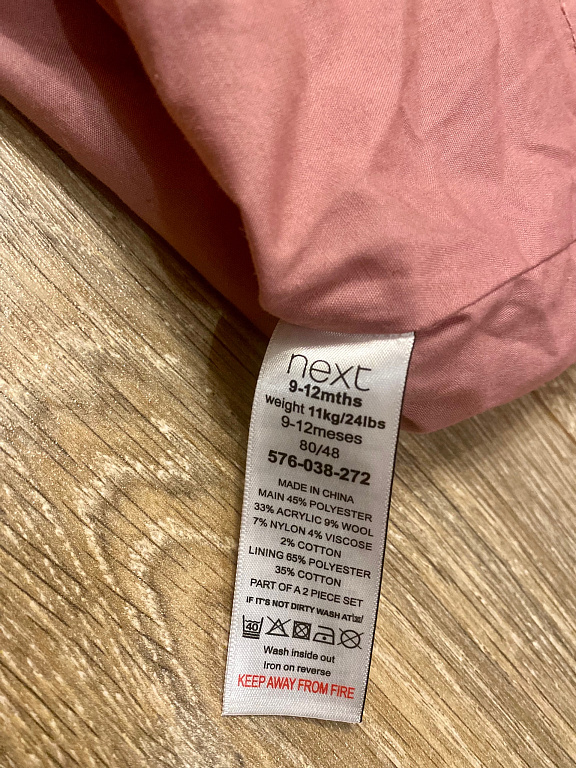 next
9-12mths
weight 11kg/24lbs
9-12meses
80/48
576-038-272
MADE IN CHINA
MAIN 45% POLYESTER
33% ACRYLIC 9% WOOL
7% NYLON 4% VISCOSE
2% COTTON
LINING 65% POLYESTER
35% COTTON
PART OF A 2 PIECE SET
IF IT'S NOT DIRTY WASH AT 30
40
Wash inside out
Iron on reverse
KEEP AWAY FROM FIRE